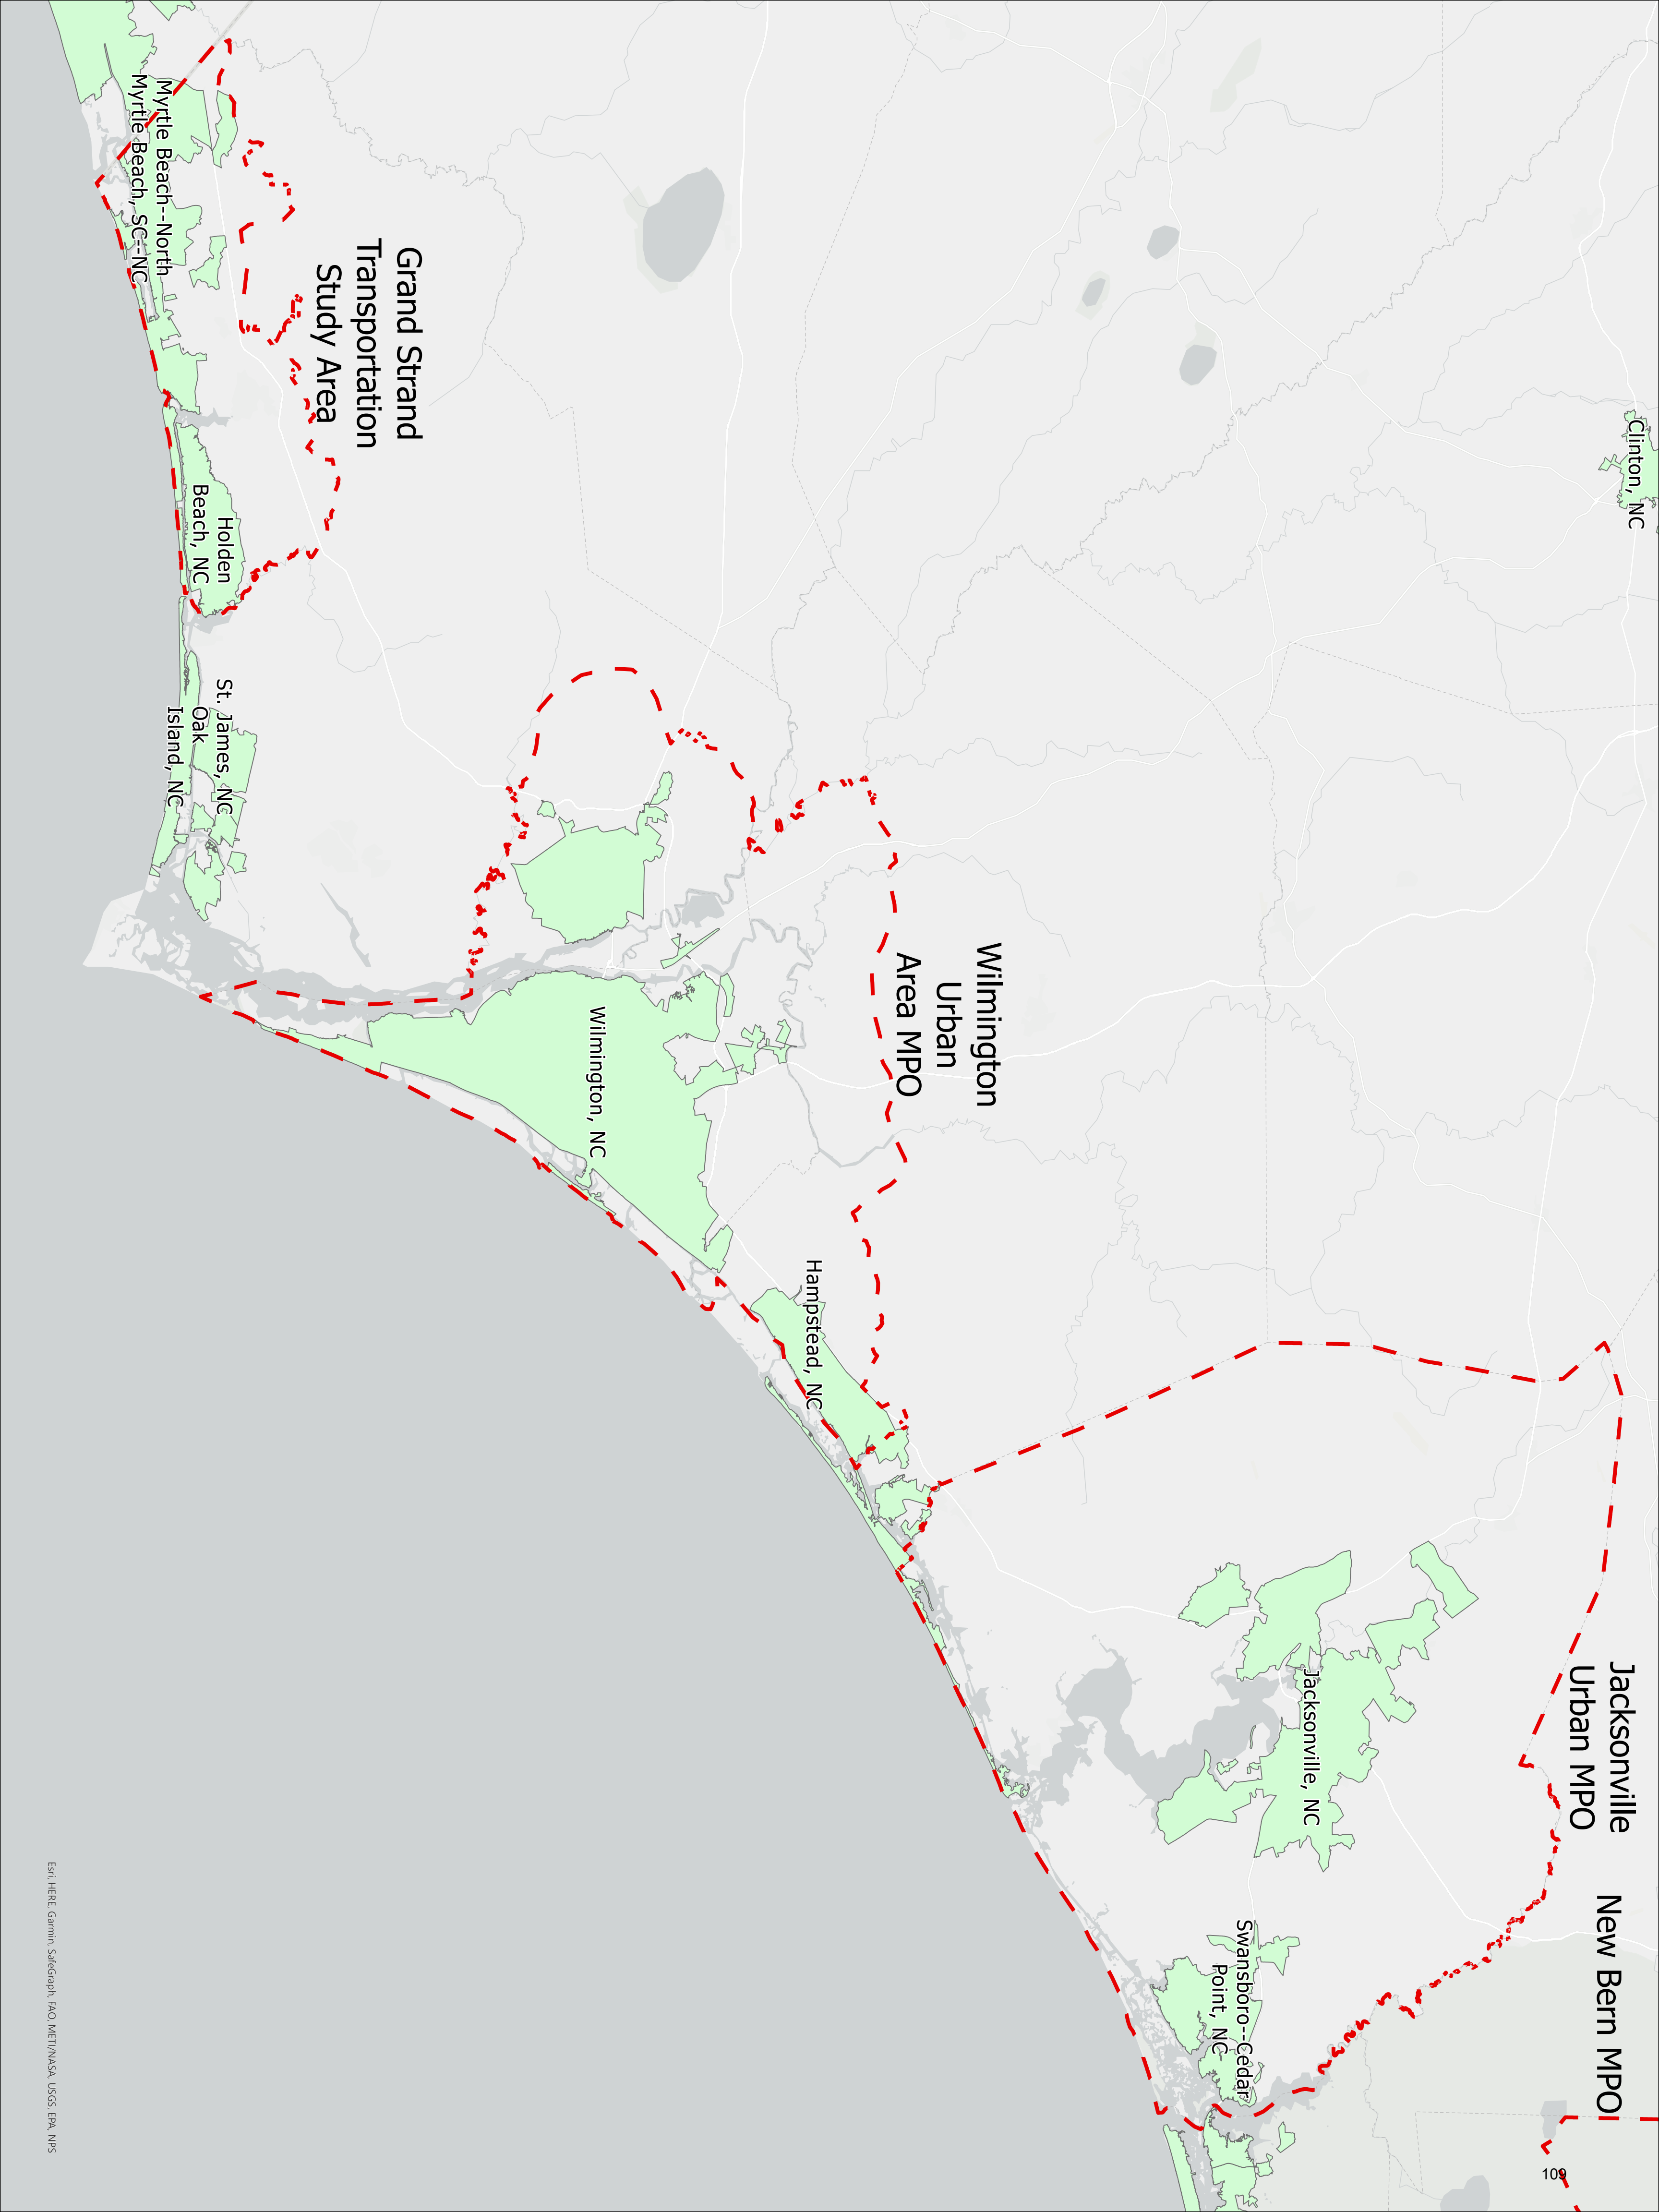 Clinton, NC
Jacksonville
Urban MPO
New Bern MPO
Jacksonville, NC
Swansboro--Cedar
Point, NC
Wilmington
Urban
Area MPO
Hampstead, NC
Wilmington, NC
Grand Strand
Transportation
Study Area
Myrtle Beach--North
Myrtle Beach, SC--NC
Holden
Beach, NC
St. James, NC
Oak
Island, NC
Esri, HERE, Garmin, SafeGraph, FAO, METI/NASA, USGS, EPA, NPS
109